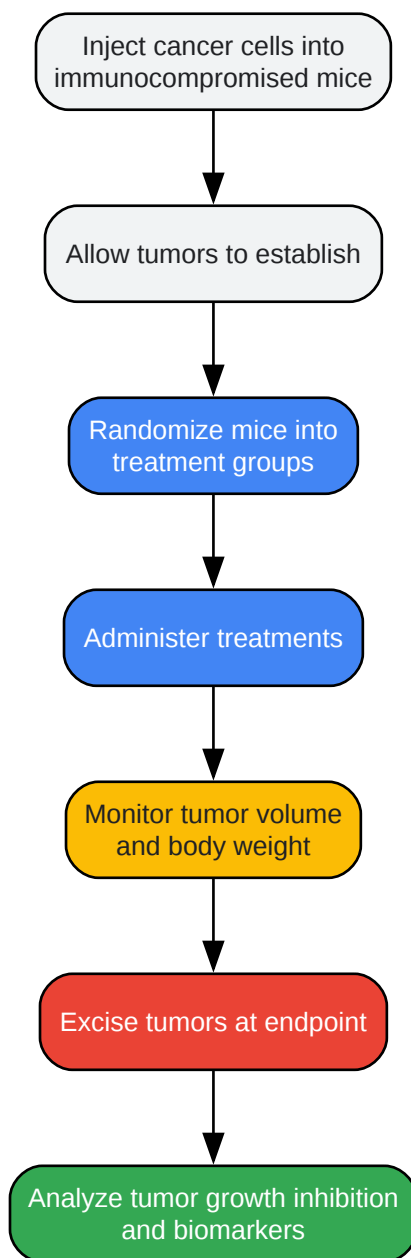 Inject cancer cells into
immunocompromised mice
Allow tumors to establish
Randomize mice into
treatment groups
Administer treatments
Monitor tumor volume
and body weight
Excise tumors at endpoint
Analyze tumor growth inhibition
and biomarkers